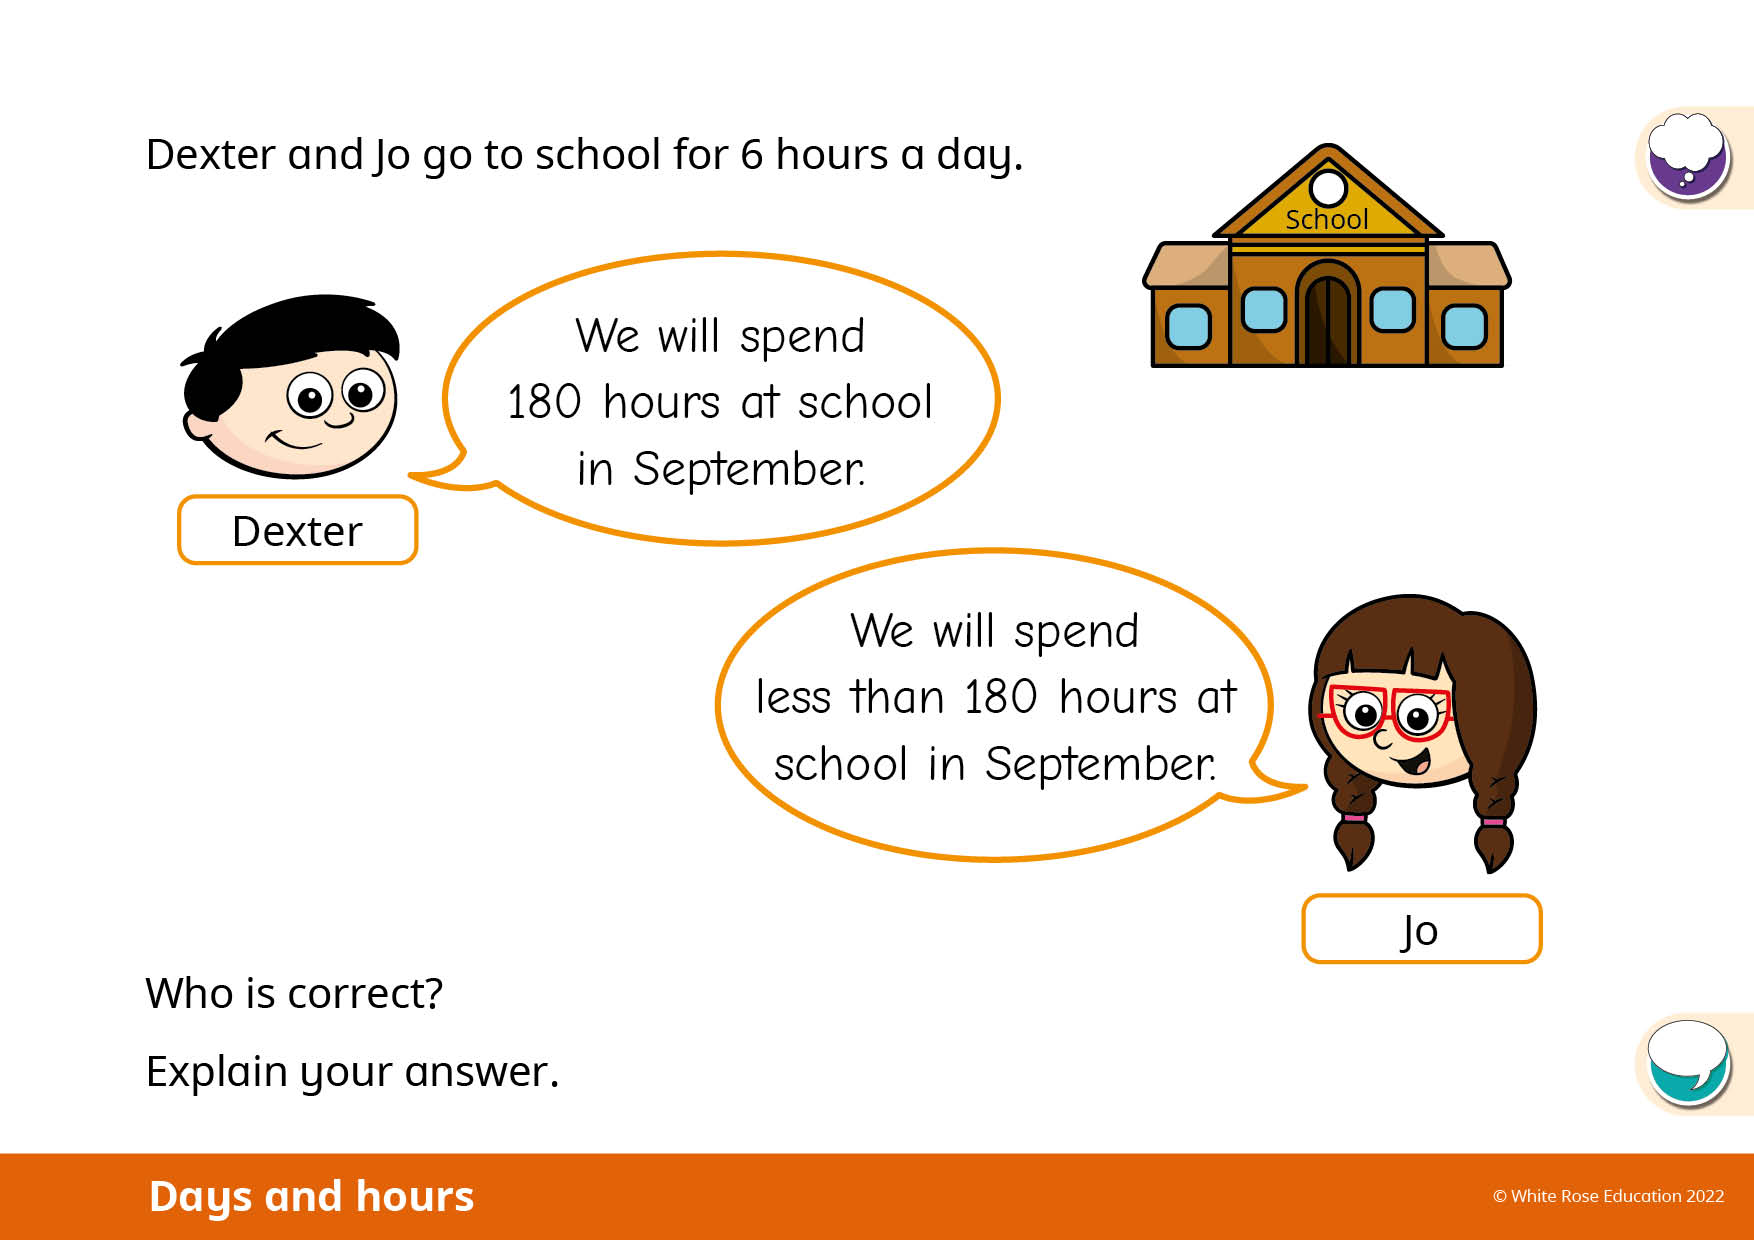 Dexter and Jo go to school for 6 hours a day.
School
We will spend
180 hours at school
in September.
Dexter
We will spend
less than 180 hours at
school in September.
Jo
Who is correct?
Explain your answer.
Days and hours
© White Rose Education 2022